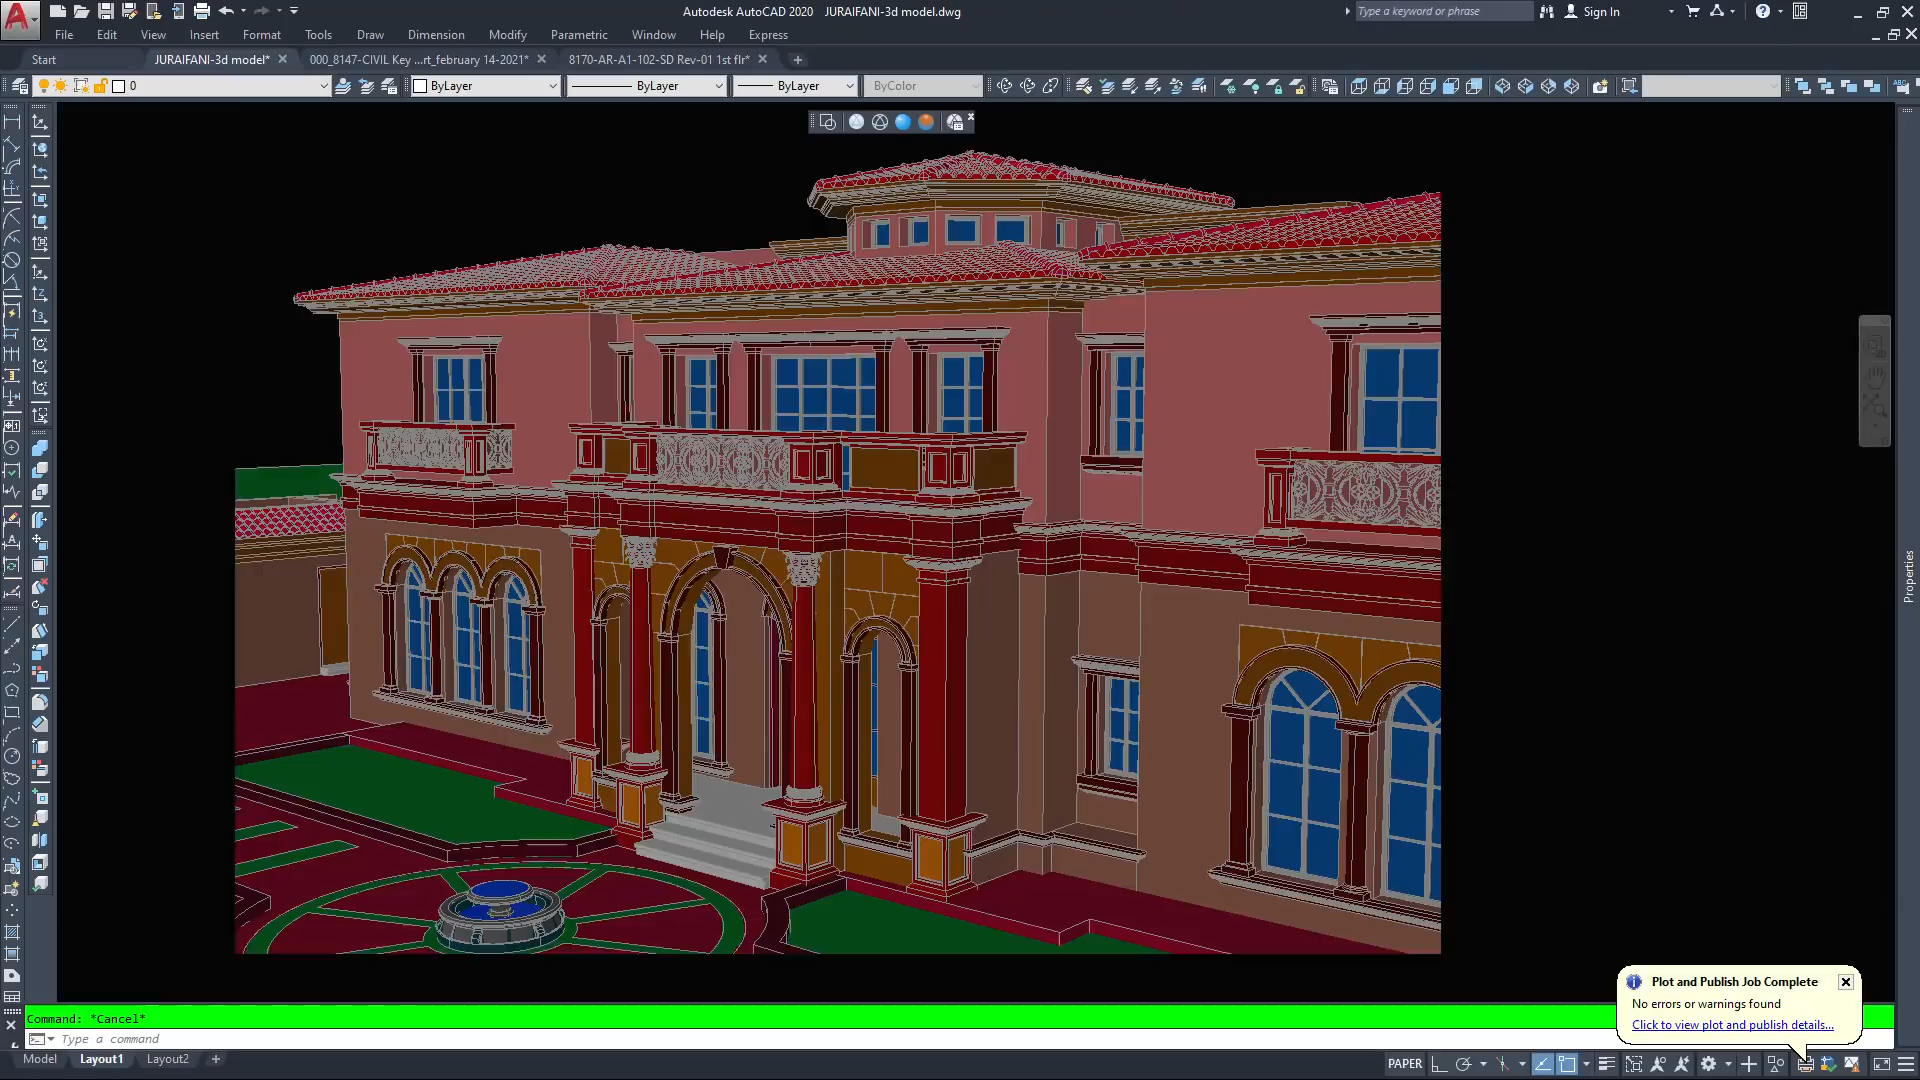 Autodesk AutoCAD 2020 JURAIFANI-3d model.dwg
Type a keyword or phrase
Sign In
File Edit View Insert Format Tools Draw Dimension Modify Parametric Window Help Express
Start
JURAIFANI-3d model*
000_8147-CIVIL Key ...rt_february 14-2021*
8170-AR-A1-102-SD Rev-01 1st flr*
0
ByLayer
ByLayer
ByLayer
ByColor
ABC
Properties
Plot and Publish Job Complete
No errors or warnings found
Click to view plot and publish details...
Command: *Cancel*
Type a command
Model Layout1 Layout2
PAPER